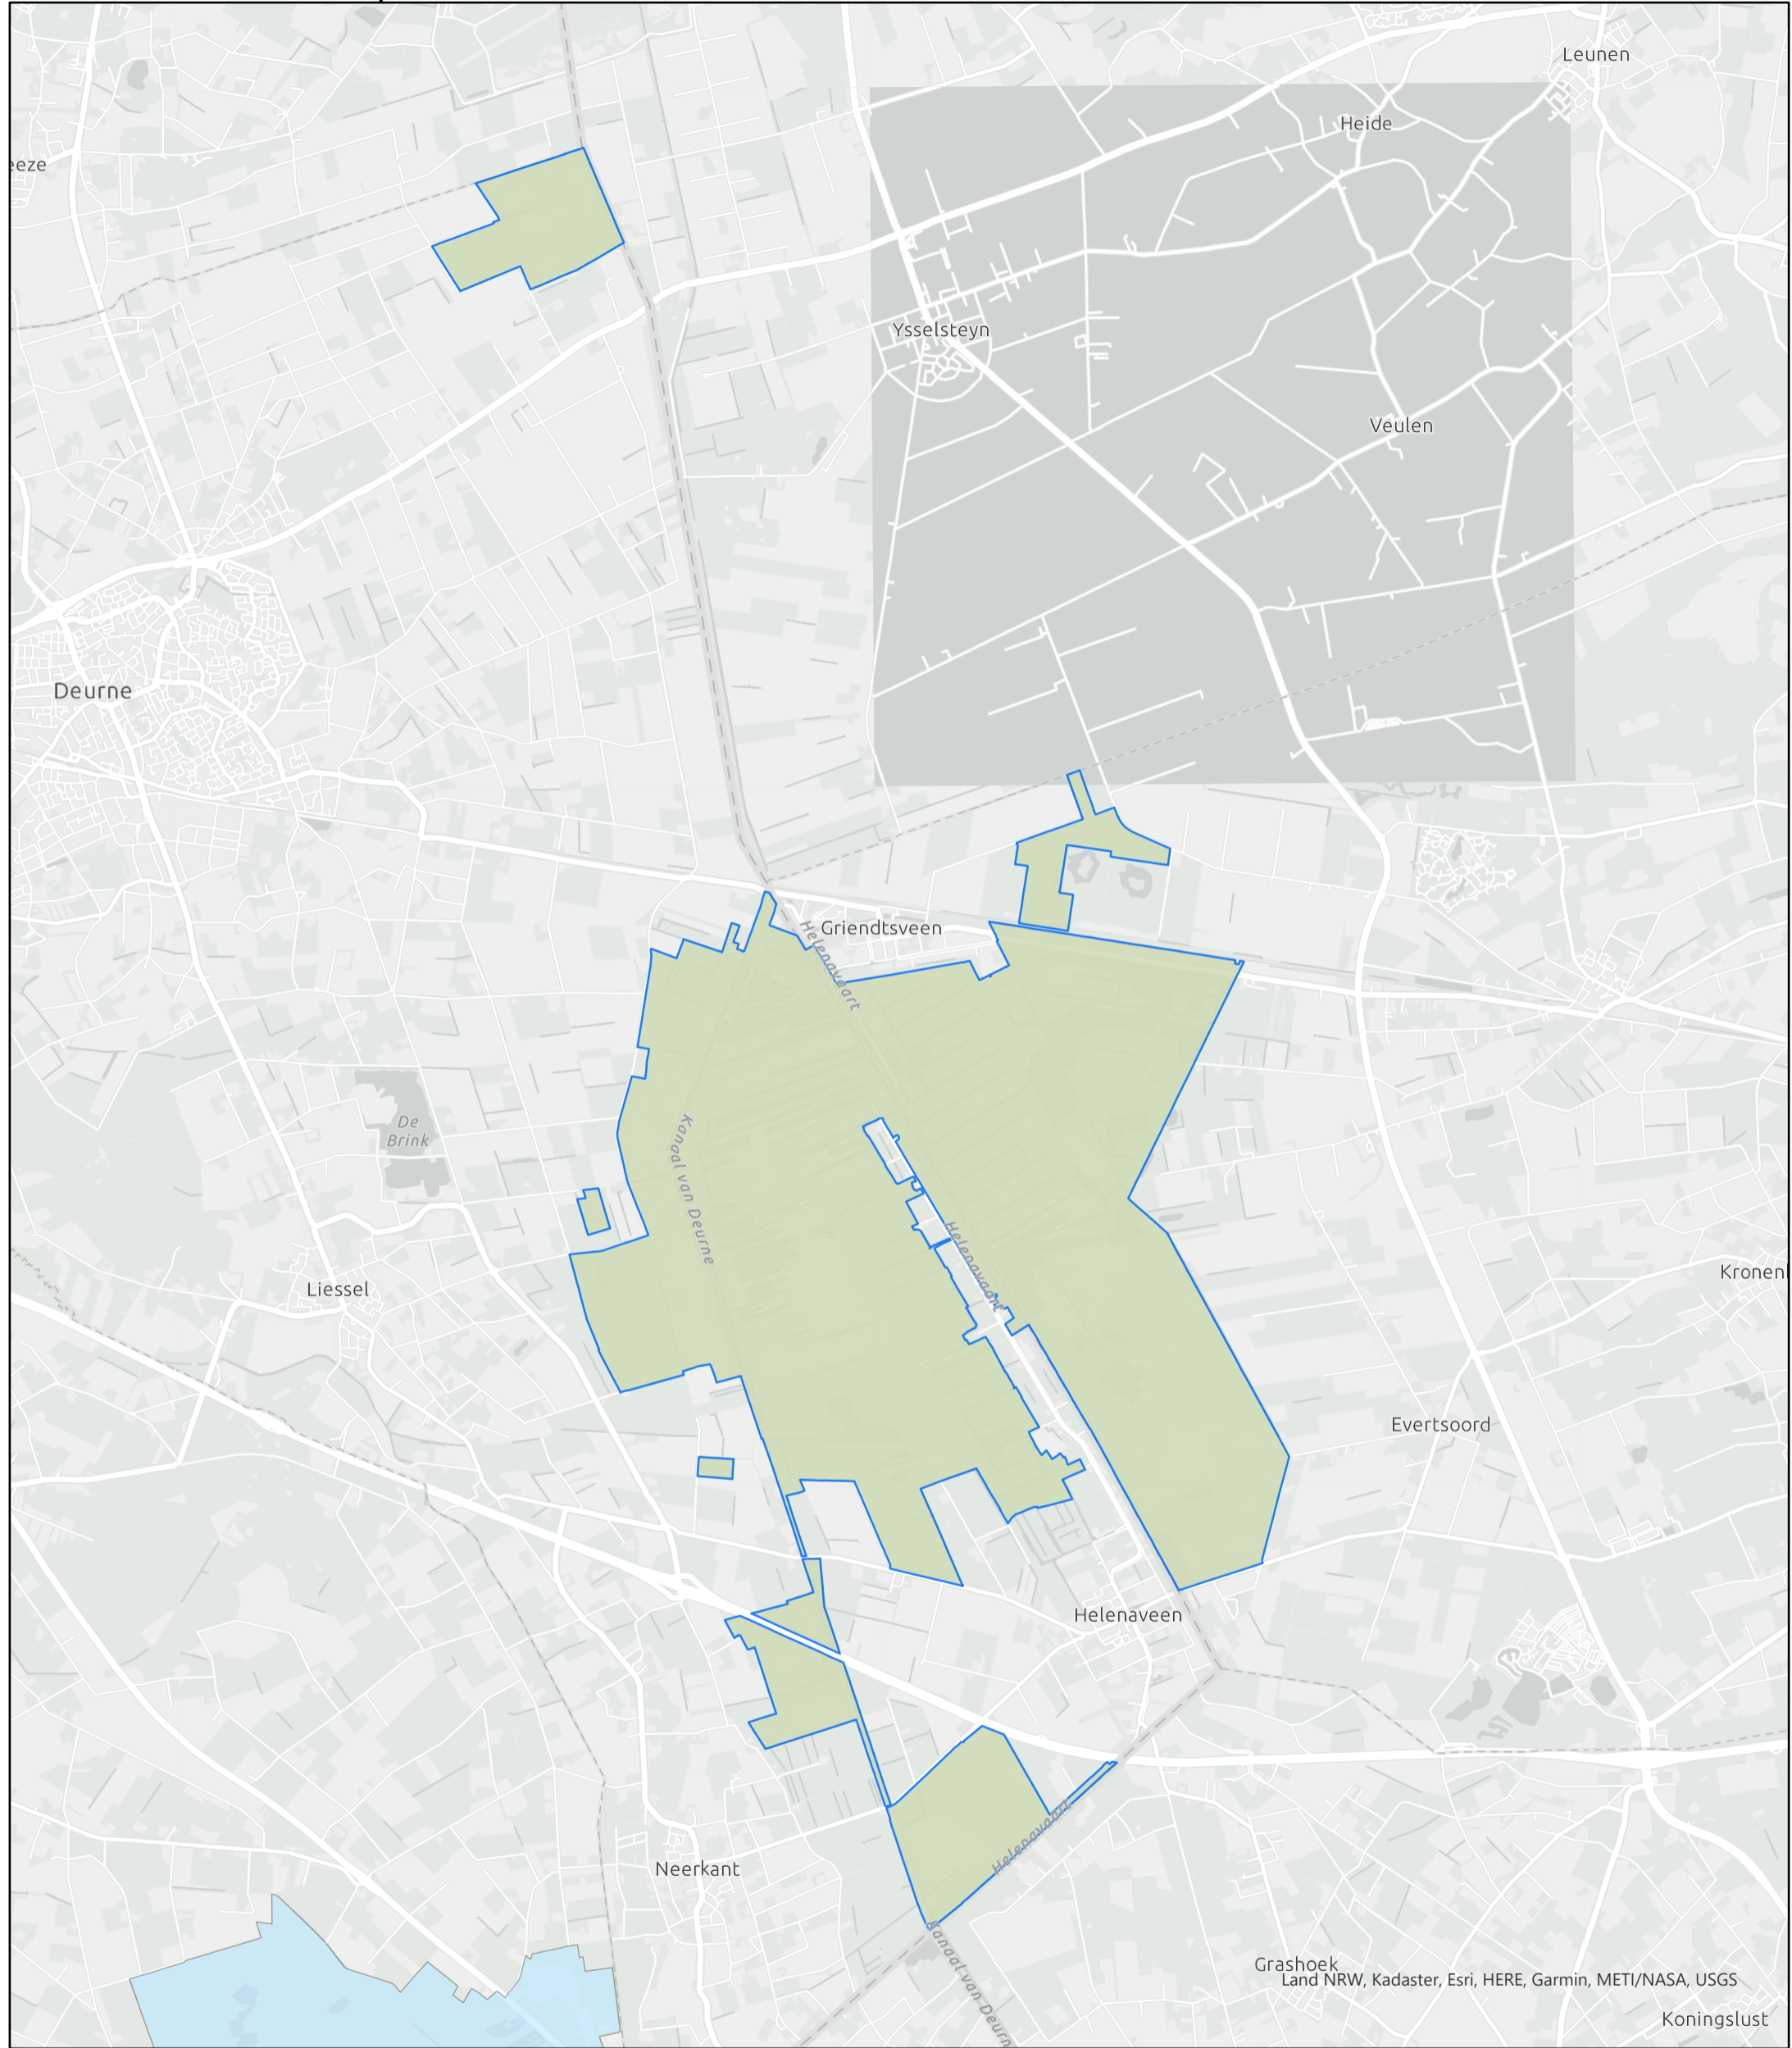 Leunen
Heide
eeze
Ysselsteyn
Veulen
Deurne
Griendtsveen
Helenavaart
De
Brink
Kanaal van Deurne
Helenavaart
Liessel
Kronenl
Evertsoord
Helenaveen
Helenavaart
Neerkant
Kanaal van Deurn
Grashoek
Land NRW, Kadaster, Esri, HERE, Garmin, METI/NASA, USGS
Koningslust